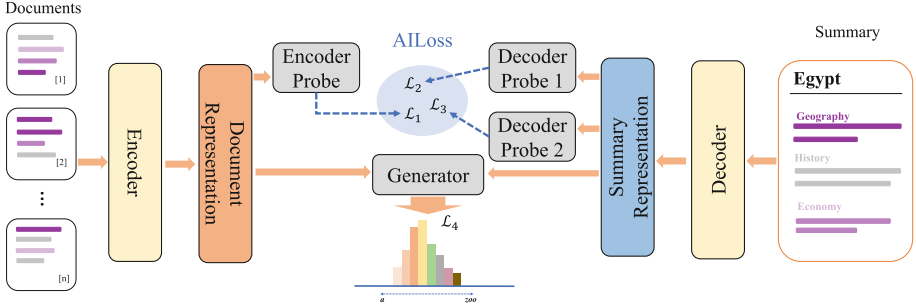 Documents
[1]
[2]
...
[n]
Encoder
Document
Representation
Encoder
Probe
AILoss
ℒ2
ℒ3
ℒ1
Decoder
Probe 1
Decoder
Probe 2
Generator
ℒ4
a
zoo
Summary
Representation
Decoder
Summary
Egypt
Geography
History
Economy